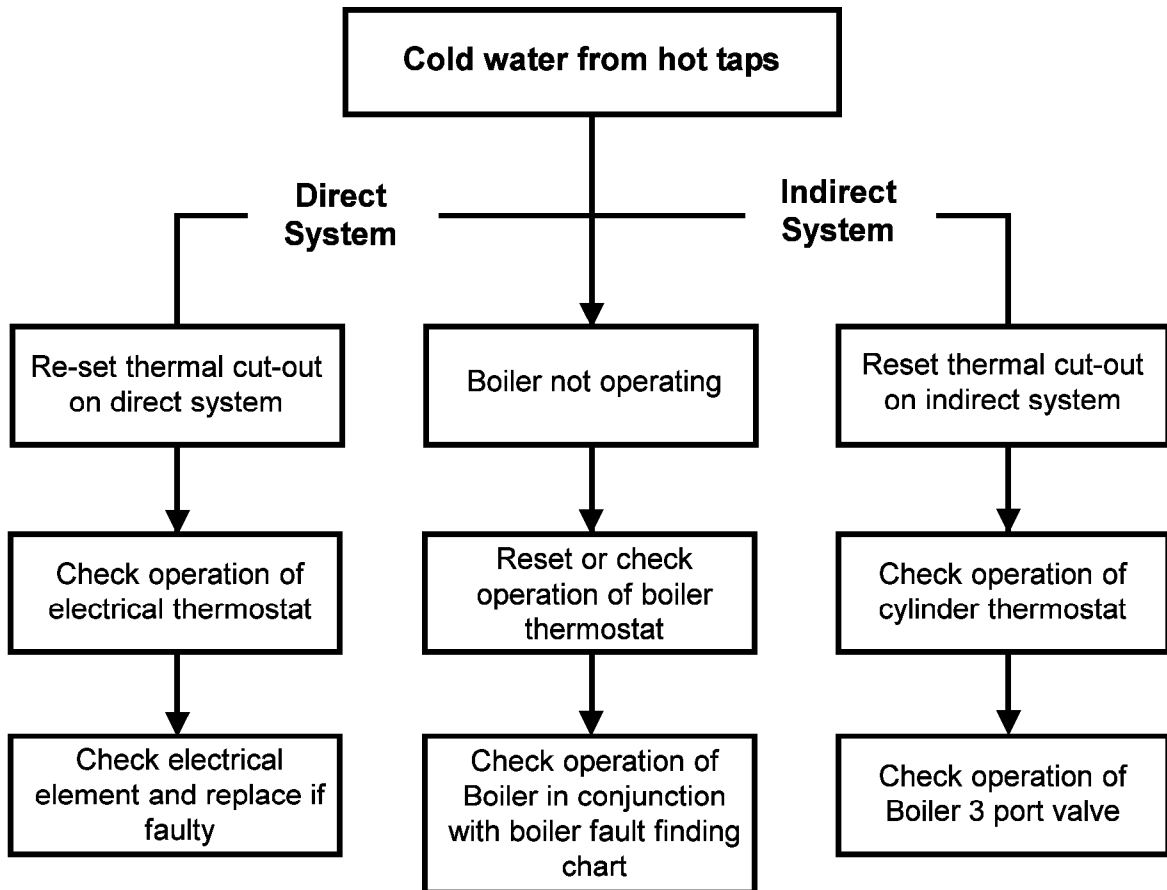 Cold water from hot taps
Direct
System
Indirect
System
Re-set thermal cut-out
on direct system
Boiler not operating
Reset thermal cut-out
on indirect system
Check operation of
electrical thermostat
Reset or check
operation of boiler
thermostat
Check operation of
cylinder thermostat
Check electrical
element and replace if
faulty
Check operation of
Boiler in conjunction
with boiler fault finding
chart
Check operation of
Boiler 3 port valve